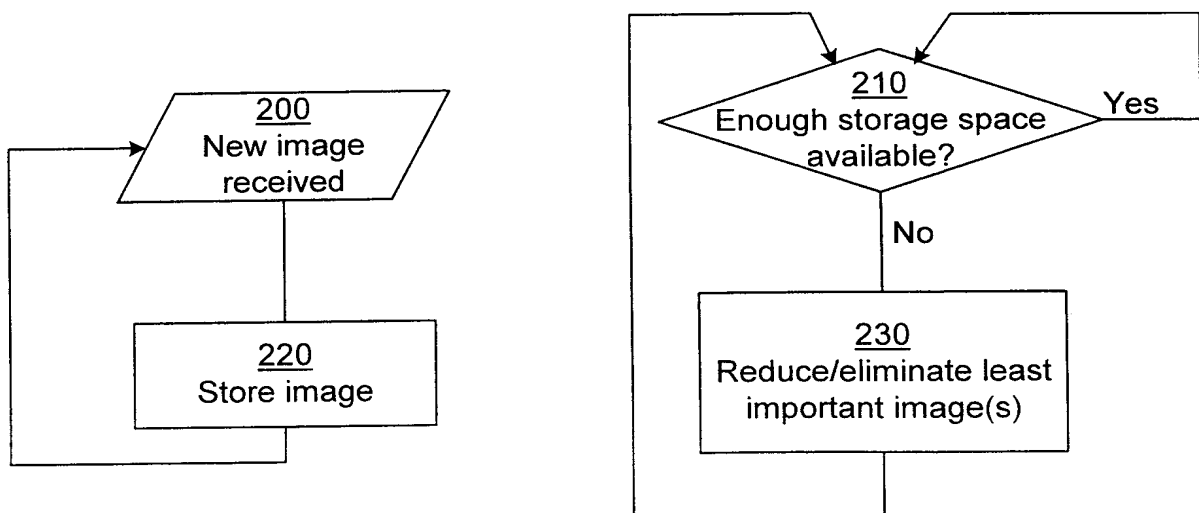 200
New image
received
220
Store image
210
Enough storage space
available?
Yes
No
230
Reduce/eliminate least
important image(s)